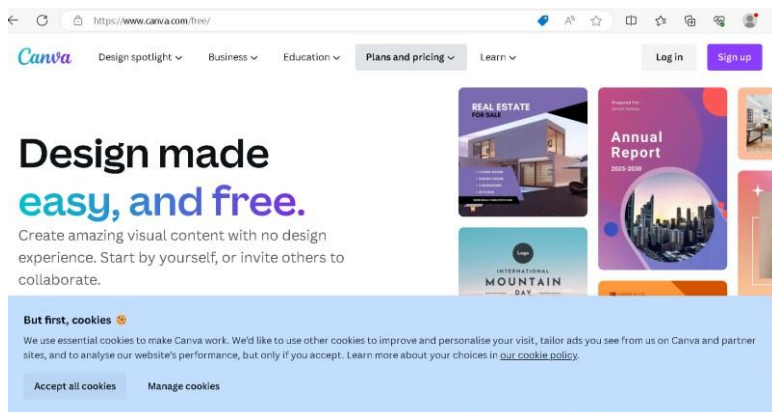 https://www.canva.com/free/
Canva
Design spotlight
Business
Education
Plans and pricing
Learn
Log in
Sign up
Design made
easy, and free.
Create amazing visual content with no design
experience. Start by yourself, or invite others to
collaborate.
REAL ESTATE
FOR SALE
Annual
Report
2025-2030
Logo
INTERNATIONAL
MOUNTAIN
DAY
But first, cookies 🍪
We use essential cookies to make Canva work. We'd like to use other cookies to improve and personalise your visit, tailor ads you see from us on Canva and partner
sites, and to analyse our website's performance, but only if you accept. Learn more about your choices in our cookie policy.
Accept all cookies
Manage cookies